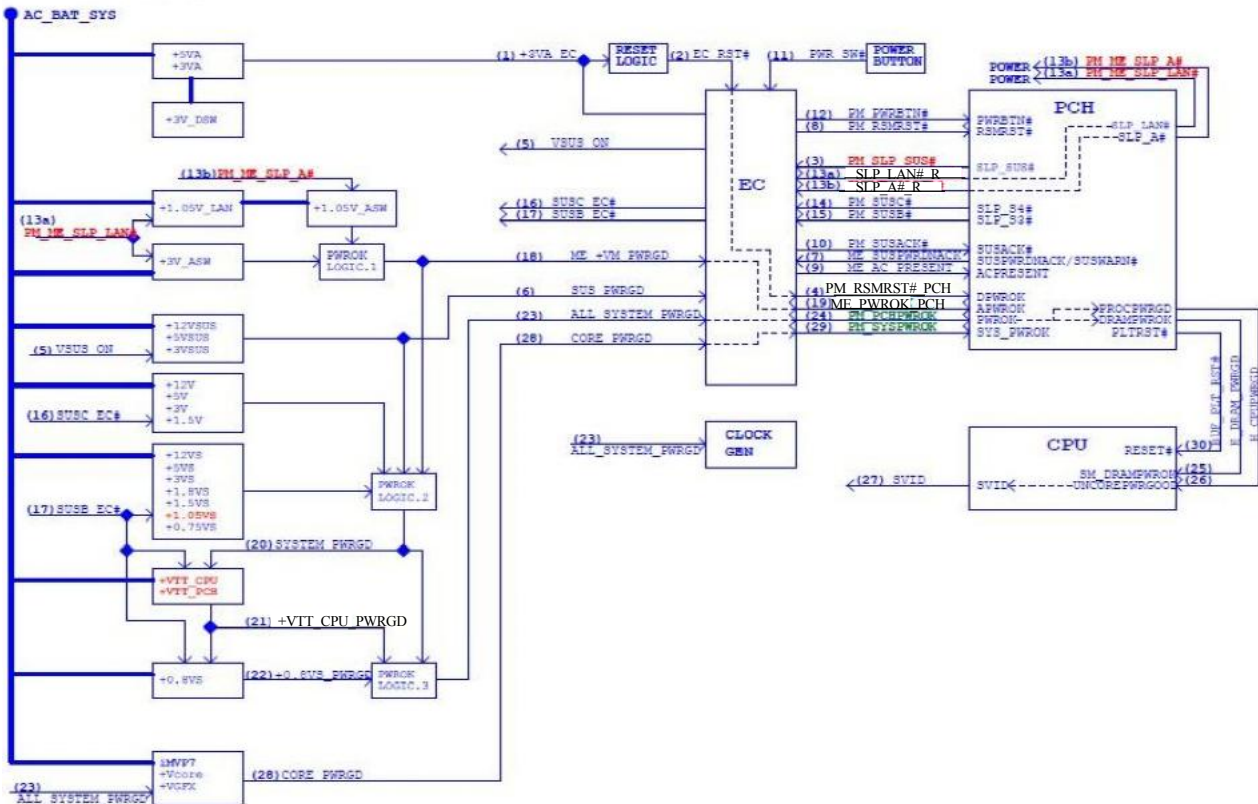 AC_BAT_SYS
+5VA
+3VA
+3V_DSW
(1) +3VA_EC
RESET
LOGIC
(2) EC_RST#
(11) PWR_SW#
POWER
BUTTON
POWER
(13b) PM_ME_SLP_A#
POWER
(13a) PM_ME_SLP_LAN#
PCH
EC
(12) PM_PWRBTN#
(8) PM_RSMRST#
PWRBTN#
RSMRST#
SLP_LAN#
SLP_A#
(5) VSUS_ON
(3) PM_SLP_SUS#
SLP_SUS#
(13a) SLP_LAN#_R
(13b) SLP_A#_R
(13b) PM_ME_SLP_A#
+1.05V_LAN
+1.05V_ASW
(16) SUSC_EC#
(17) SUSB_EC#
(14) PM_SUSC#
(15) PM_SUSB#
SLP_S4#
SLP_S3#
(13a)
PM_ME_SLP_LAN#
+3V_ASW
PWROK
LOGIC.1
(18) ME_+VM_PWRGD
(10) PM_SUSACK#
(7) ME_SUSPWRDNACK
(9) ME_AC_PRESENT
SUSACK#
SUSPWRDNACK/SUSWARN#
ACPRESENT
(6) SUS_PWRGD
(23) ALL_SYSTEM_PWRGD
(28) CORE_PWRGD
(4) PM_RSMRST#_PCH
(19) ME_PWROK_PCH
(24) PM_PCHPWROK
(29) PM_SYSPWROK
DPWROK
APWROK
PWROK
SYS_PWROK
PROCPWRGD
DRAMPWROK
PLTRST#
+12VSUS
+5VSUS
+3VSUS
(5) VSUS_ON
+12V
+5V
+3V
+1.5V
(16) SUSC_EC#
BUF_PLT_RST#
H_DRAM_PWRGD
H_CPUPWRGD
(23)
ALL_SYSTEM_PWRGD
CLOCK
GEN
CPU
RESET#
(30)
SM_DRAMPWROK
(25)
UNCOREPWRGOOD
(26)
SVID
(27) SVID
+12VS
+5VS
+3VS
+1.8VS
+1.5VS
+1.05VS
+0.75VS
(17) SUSB_EC#
PWROK
LOGIC.2
(20) SYSTEM_PWRGD
+VTT_CPU
+VTT_PCH
(21) +VTT_CPU_PWRGD
+0.8VS
(22) +0.8VS_PWRGD
PWROK
LOGIC.3
iMVP7
+Vcore
+VGFX
(28) CORE_PWRGD
(23)
ALL_SYSTEM_PWRGD